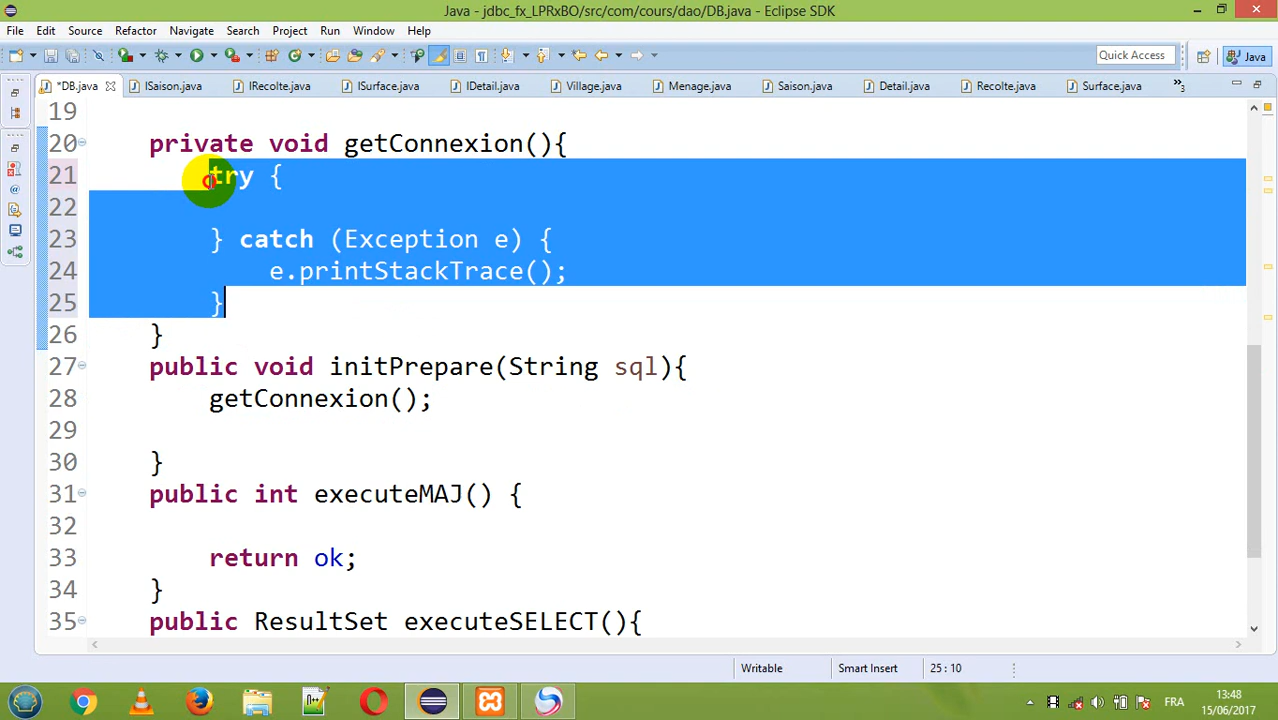 Java - jdbc_fx_LPRxBO/src/com/cours/dao/DB.java - Eclipse SDK
File Edit Source Refactor Navigate Search Project Run Window Help
Quick Access Java
*DB.java ISaison.java IRecolte.java ISurface.java IDetail.java Village.java Menage.java Saison.java Detail.java Recolte.java Surface.java »3
19
20 private void getConnexion(){
21 try {
22
23 } catch (Exception e) {
24 e.printStackTrace();
25 }
26 }
27 public void initPrepare(String sql){
28 getConnexion();
29
30 }
31 public int executeMAJ() {
32
33 return ok;
34 }
35 public ResultSet executeSELECT(){
Writable Smart Insert 25 : 10
FRA 13:48
15/06/2017